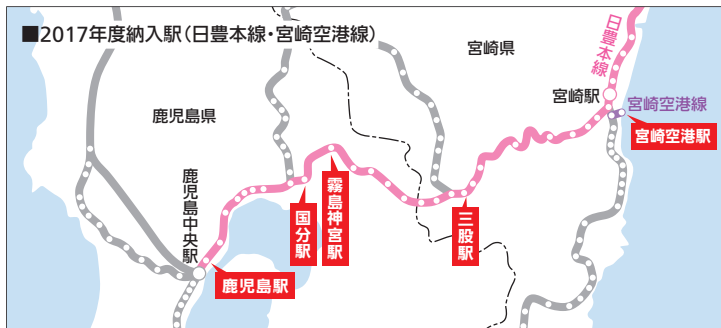 ■2017年度納入駅(日豊本線・宮崎空港線)
日豊本線
宮崎県
宮崎駅
宮崎空港線
宮崎空港駅
鹿児島県
鹿児島中央駅
霧島神宮駅
国分駅
三股駅
鹿児島駅